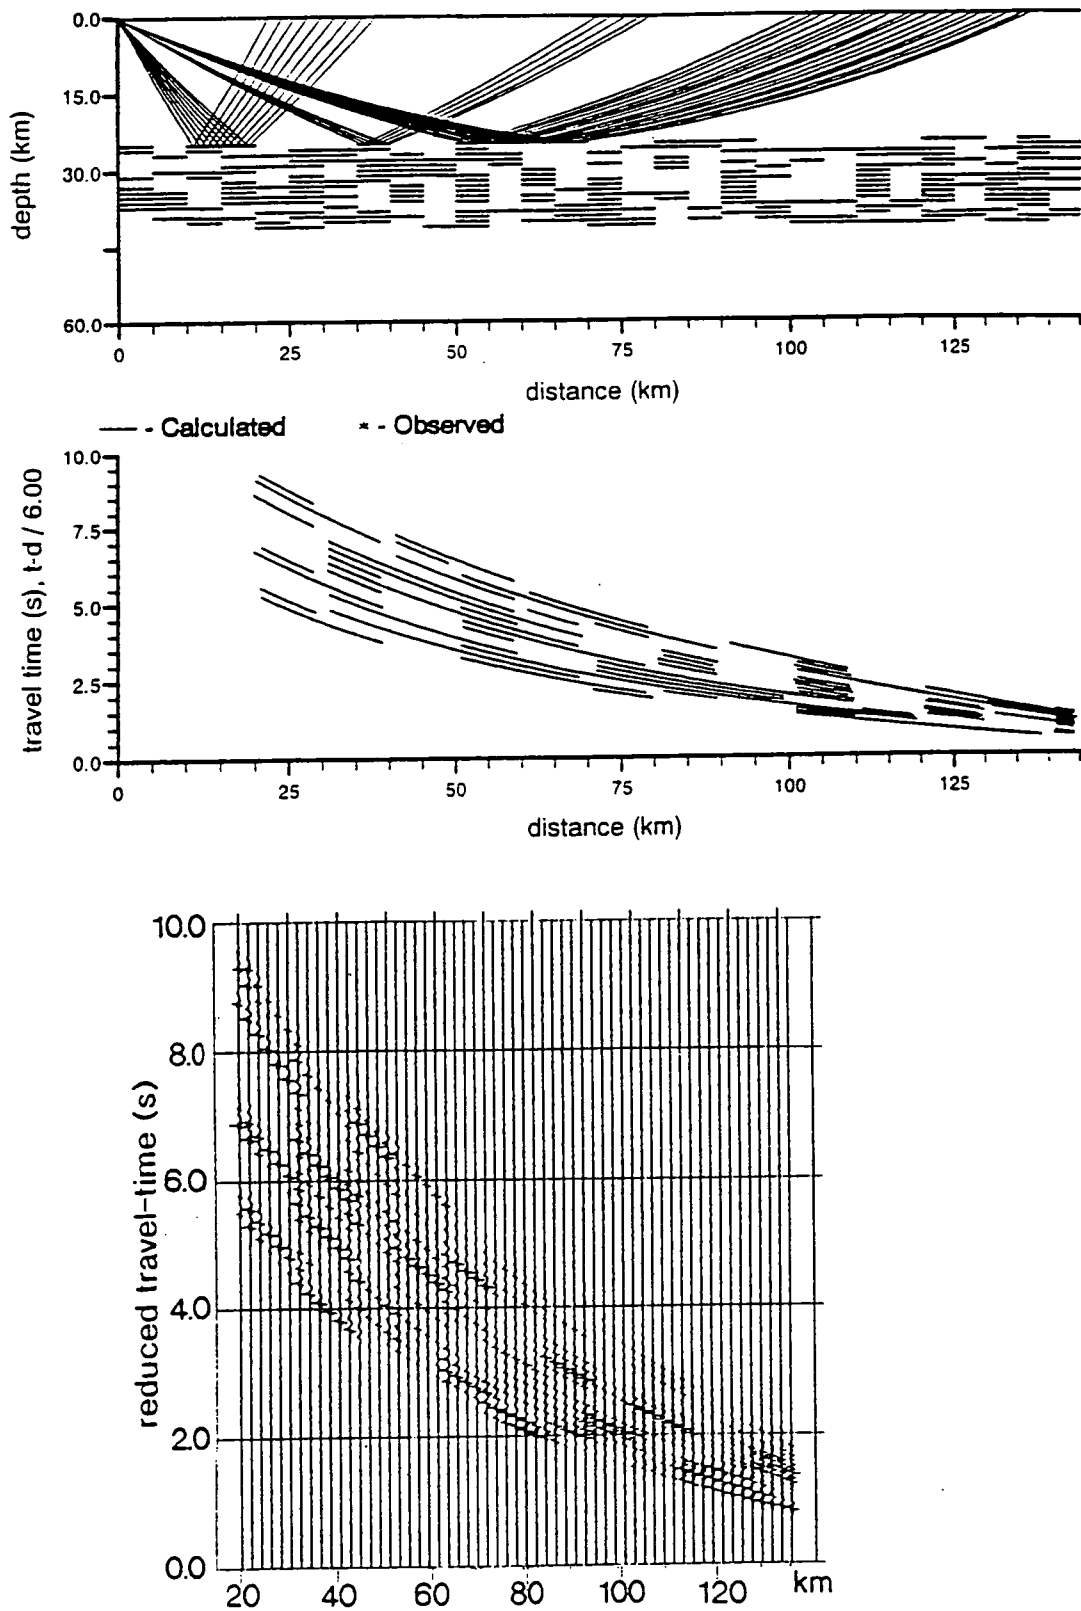 0.0
15.0
30.0
60.0
depth (km)
0 25 50 75 100 125
distance (km)
— - Calculated * - Observed
10.0
7.5
5.0
2.5
0.0
travel time (s), t-d / 6.00
0 25 50 75 100 125
distance (km)
10.0
8.0
6.0
4.0
2.0
0.0
reduced travel-time (s)
20 40 60 80 100 120 km